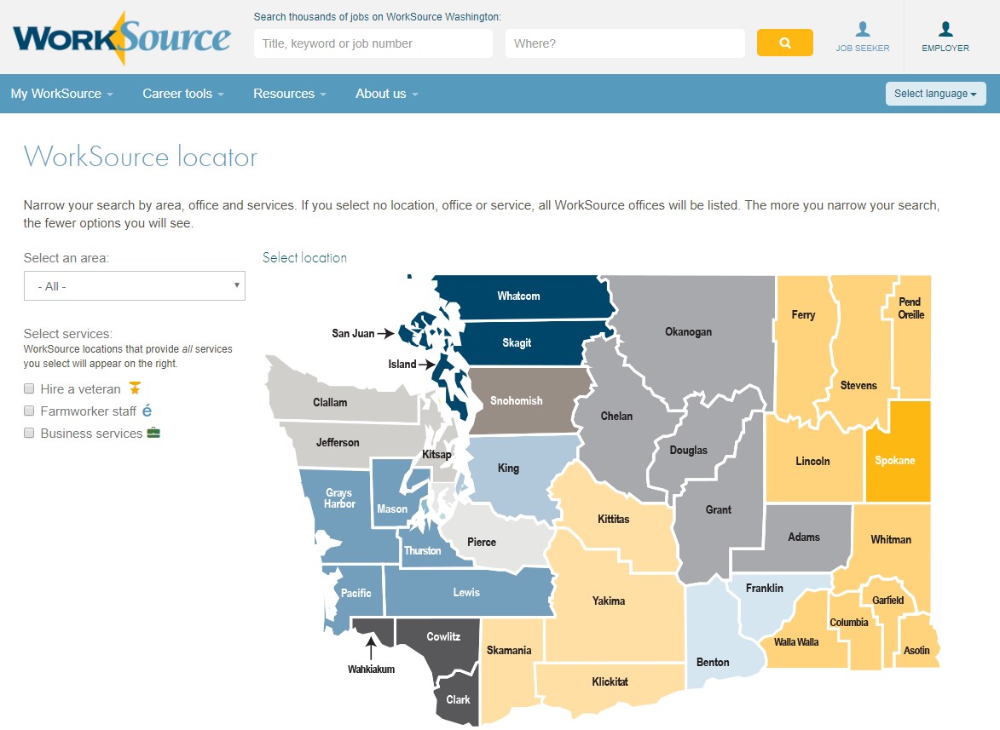 WorkSource
Search thousands of jobs on WorkSource Washington:
Title, keyword or job number
Where?
JOB SEEKER
EMPLOYER
My WorkSource
Career tools
Resources
About us
Select language
WorkSource locator
Narrow your search by area, office and services. If you select no location, office or service, all WorkSource offices will be listed. The more you narrow your search,
the fewer options you will see.
Select an area:
- All -
Select services:
WorkSource locations that provide all services
you select will appear on the right.
Hire a veteran
Farmworker staff é
Business services
Select location
Whatcom
San Juan
Skagit
Island
Okanogan
Ferry
Pend
Oreille
Stevens
Clallam
Snohomish
Chelan
Jefferson
Kitsap
Douglas
King
Lincoln
Spokane
Grays
Harbor
Mason
Kittitas
Grant
Thurston
Pierce
Adams
Whitman
Pacific
Lewis
Yakima
Franklin
Garfield
Columbia
Cowlitz
Skamania
Walla Walla
Asotin
Wahkiakum
Benton
Klickitat
Clark